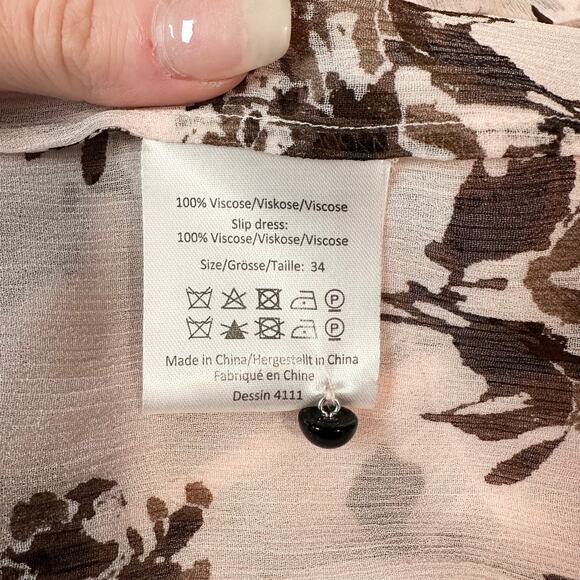 100% Viscose/Viskose/Viscose
Slip dress:
100% Viscose/Viskose/Viscose
Size/Grösse/Taille: 34
P
P
Made in China/Hergestellt in China
Fabriqué en Chine
Dessin 4111